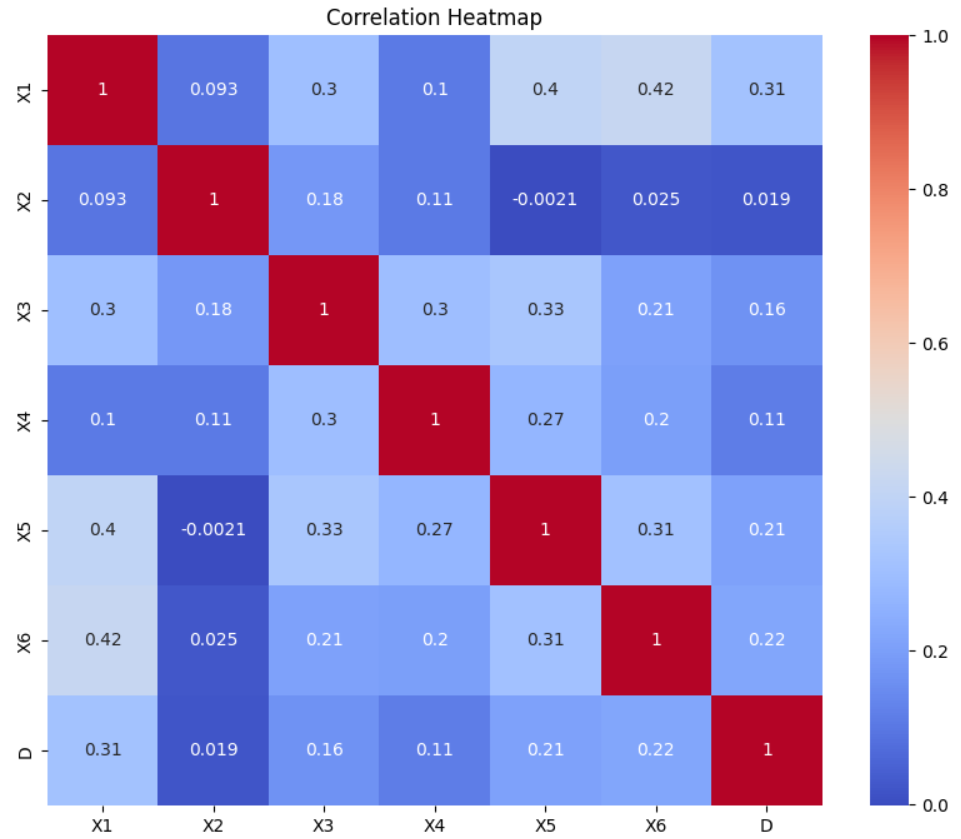 Correlation Heatmap
X1 1 0.093 0.3 0.1 0.4 0.42 0.31
X2 0.093 1 0.18 0.11 -0.0021 0.025 0.019
X3 0.3 0.18 1 0.3 0.33 0.21 0.16
X4 0.1 0.11 0.3 1 0.27 0.2 0.11
X5 0.4 -0.0021 0.33 0.27 1 0.31 0.21
X6 0.42 0.025 0.21 0.2 0.31 1 0.22
D 0.31 0.019 0.16 0.11 0.21 0.22 1
X1 X2 X3 X4 X5 X6 D
1.0
0.8
0.6
0.4
0.2
0.0